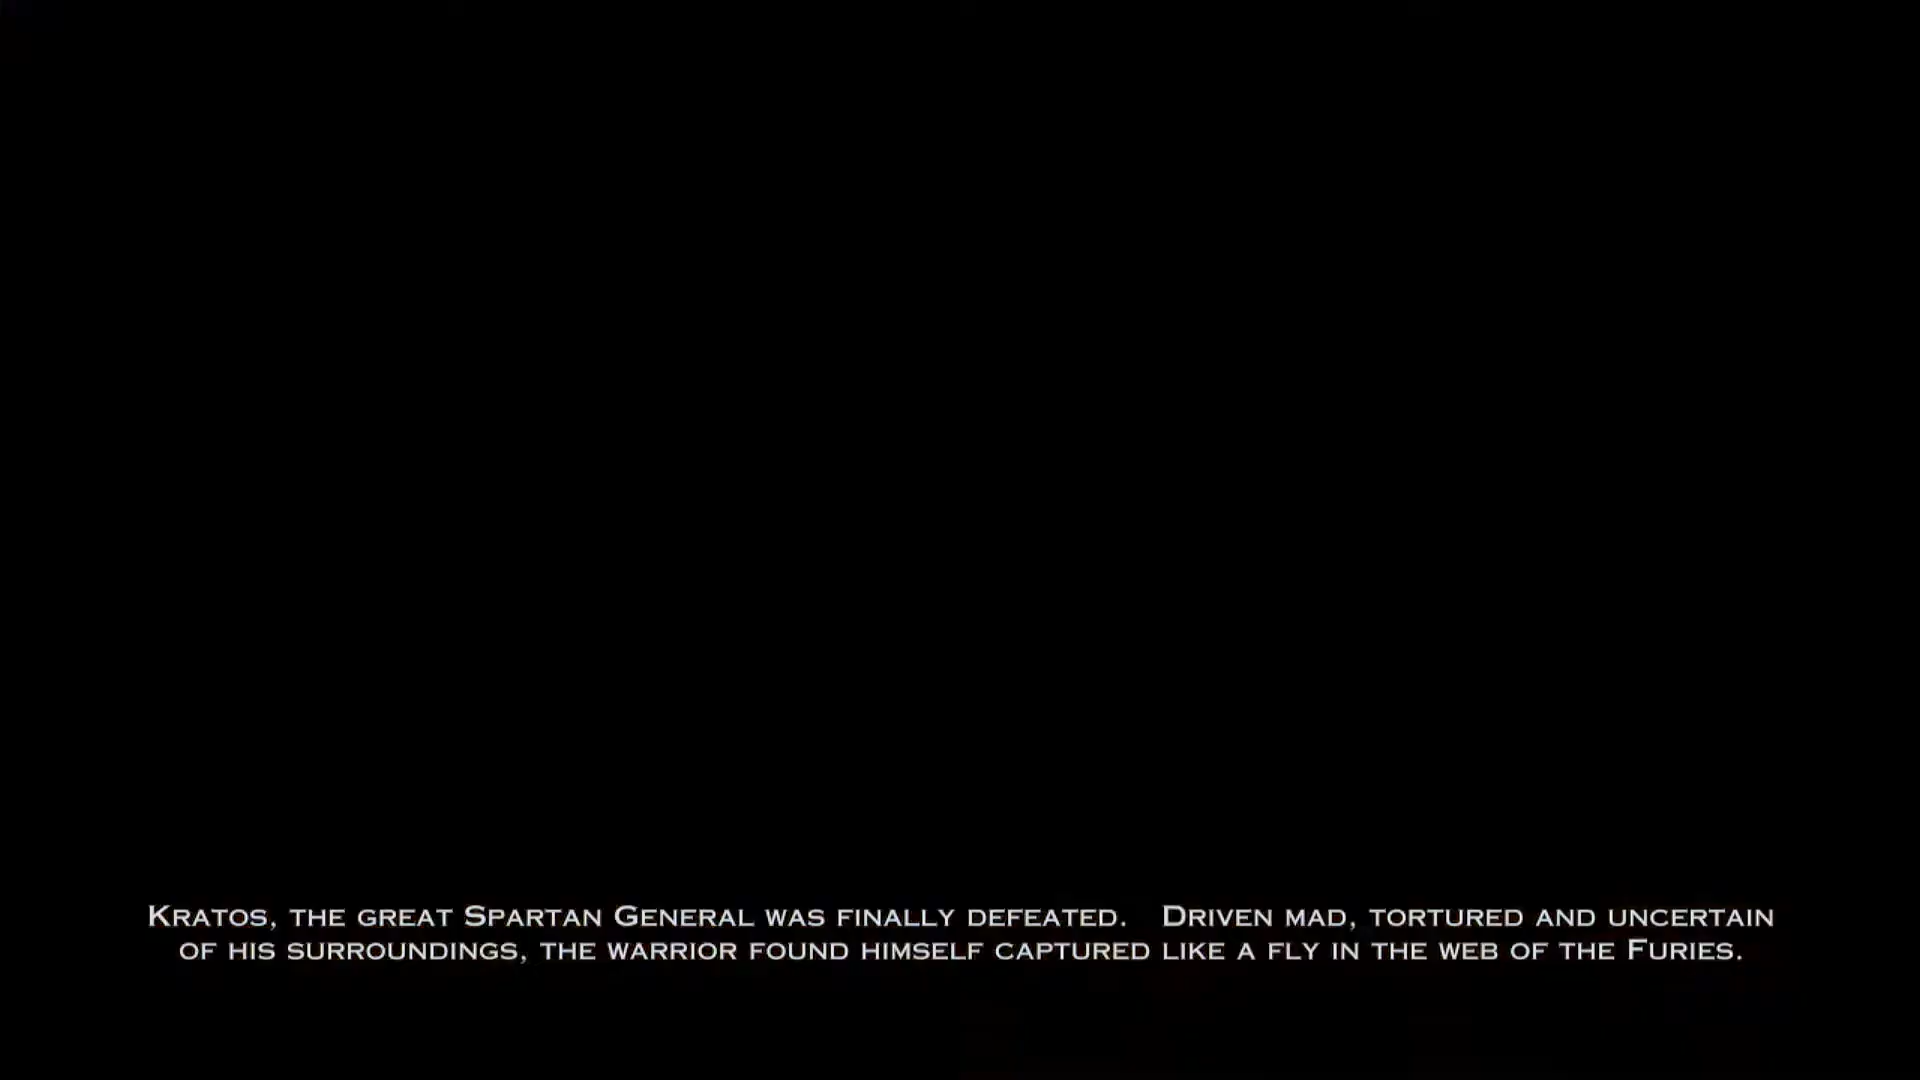 Kratos, the great Spartan General was finally defeated.   Driven mad, tortured and uncertain
of his surroundings, the warrior found himself captured like a fly in the web of the Furies.